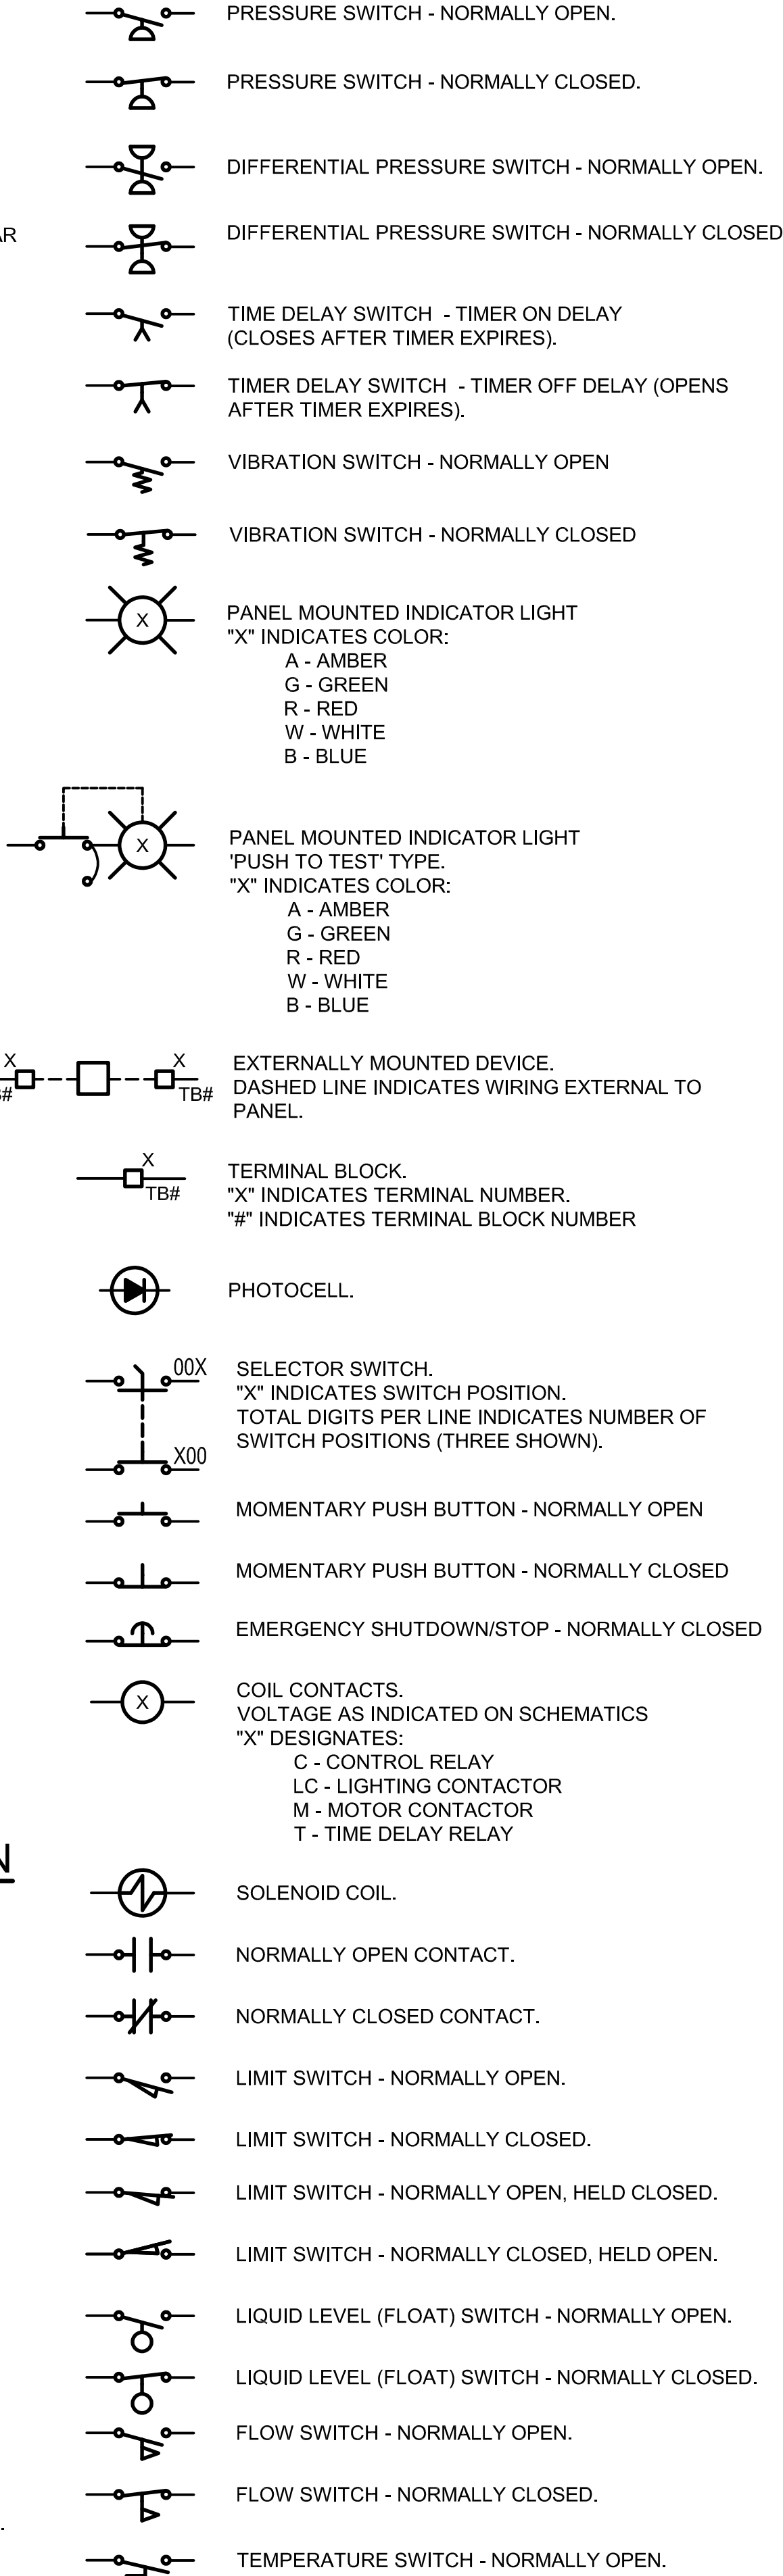 PRESSURE SWITCH - NORMALLY OPEN.
PRESSURE SWITCH - NORMALLY CLOSED.
DIFFERENTIAL PRESSURE SWITCH - NORMALLY OPEN.
AR
DIFFERENTIAL PRESSURE SWITCH - NORMALLY CLOSED
TIME DELAY SWITCH - TIMER ON DELAY
(CLOSES AFTER TIMER EXPIRES).
TIMER DELAY SWITCH - TIMER OFF DELAY (OPENS
AFTER TIMER EXPIRES).
VIBRATION SWITCH - NORMALLY OPEN
VIBRATION SWITCH - NORMALLY CLOSED
X
PANEL MOUNTED INDICATOR LIGHT
"X" INDICATES COLOR:
A - AMBER
G - GREEN
R - RED
W - WHITE
B - BLUE
X
PANEL MOUNTED INDICATOR LIGHT
'PUSH TO TEST' TYPE.
"X" INDICATES COLOR:
A - AMBER
G - GREEN
R - RED
W - WHITE
B - BLUE
X X
TB#
EXTERNALLY MOUNTED DEVICE.
DASHED LINE INDICATES WIRING EXTERNAL TO
PANEL.
X
TB#
TERMINAL BLOCK.
"X" INDICATES TERMINAL NUMBER.
"#" INDICATES TERMINAL BLOCK NUMBER
PHOTOCELL.
00X
X00
SELECTOR SWITCH.
"X" INDICATES SWITCH POSITION.
TOTAL DIGITS PER LINE INDICATES NUMBER OF
SWITCH POSITIONS (THREE SHOWN).
MOMENTARY PUSH BUTTON - NORMALLY OPEN
MOMENTARY PUSH BUTTON - NORMALLY CLOSED
EMERGENCY SHUTDOWN/STOP - NORMALLY CLOSED
X
COIL CONTACTS.
VOLTAGE AS INDICATED ON SCHEMATICS
"X" DESIGNATES:
C - CONTROL RELAY
LC - LIGHTING CONTACTOR
M - MOTOR CONTACTOR
T - TIME DELAY RELAY
N
SOLENOID COIL.
NORMALLY OPEN CONTACT.
NORMALLY CLOSED CONTACT.
LIMIT SWITCH - NORMALLY OPEN.
LIMIT SWITCH - NORMALLY CLOSED.
LIMIT SWITCH - NORMALLY OPEN, HELD CLOSED.
LIMIT SWITCH - NORMALLY CLOSED, HELD OPEN.
LIQUID LEVEL (FLOAT) SWITCH - NORMALLY OPEN.
LIQUID LEVEL (FLOAT) SWITCH - NORMALLY CLOSED.
FLOW SWITCH - NORMALLY OPEN.
FLOW SWITCH - NORMALLY CLOSED.
TEMPERATURE SWITCH - NORMALLY OPEN.